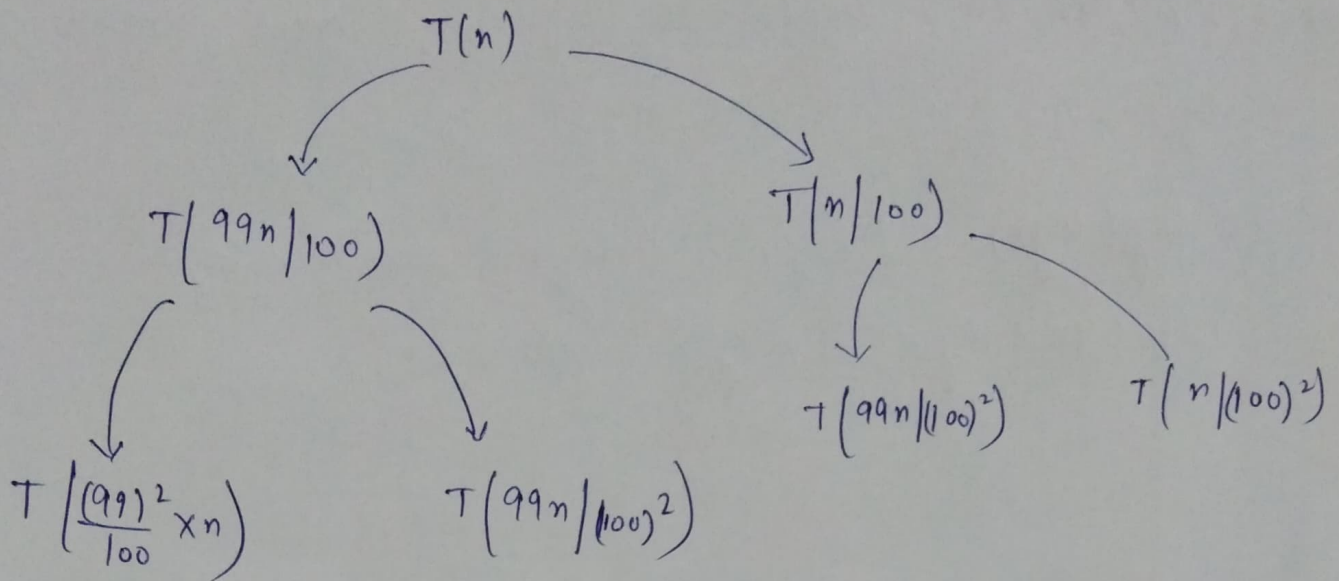 T(n)
T(99n/100)
T(n/100)
T((99)²/100 × n)
T(99n/(100)²)
T(99n/(100)²)
T(n/(100)²)